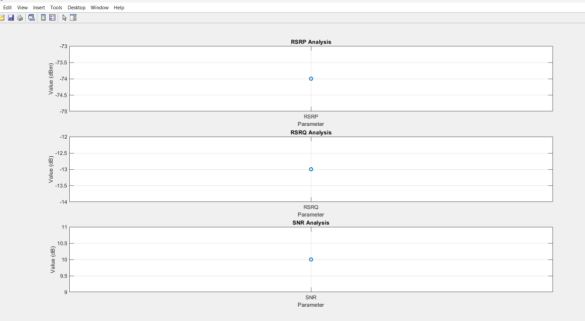 Edit View Insert Tools Desktop Window Help
RSRP Analysis
-73
-73.5
-74
-74.5
-75
Value (dBm)
RSRP
Parameter
RSRQ Analysis
-12
-12.5
-13
-13.5
-14
Value (dB)
RSRQ
Parameter
SNR Analysis
11
10.5
10
9.5
9
Value (dB)
SNR
Parameter